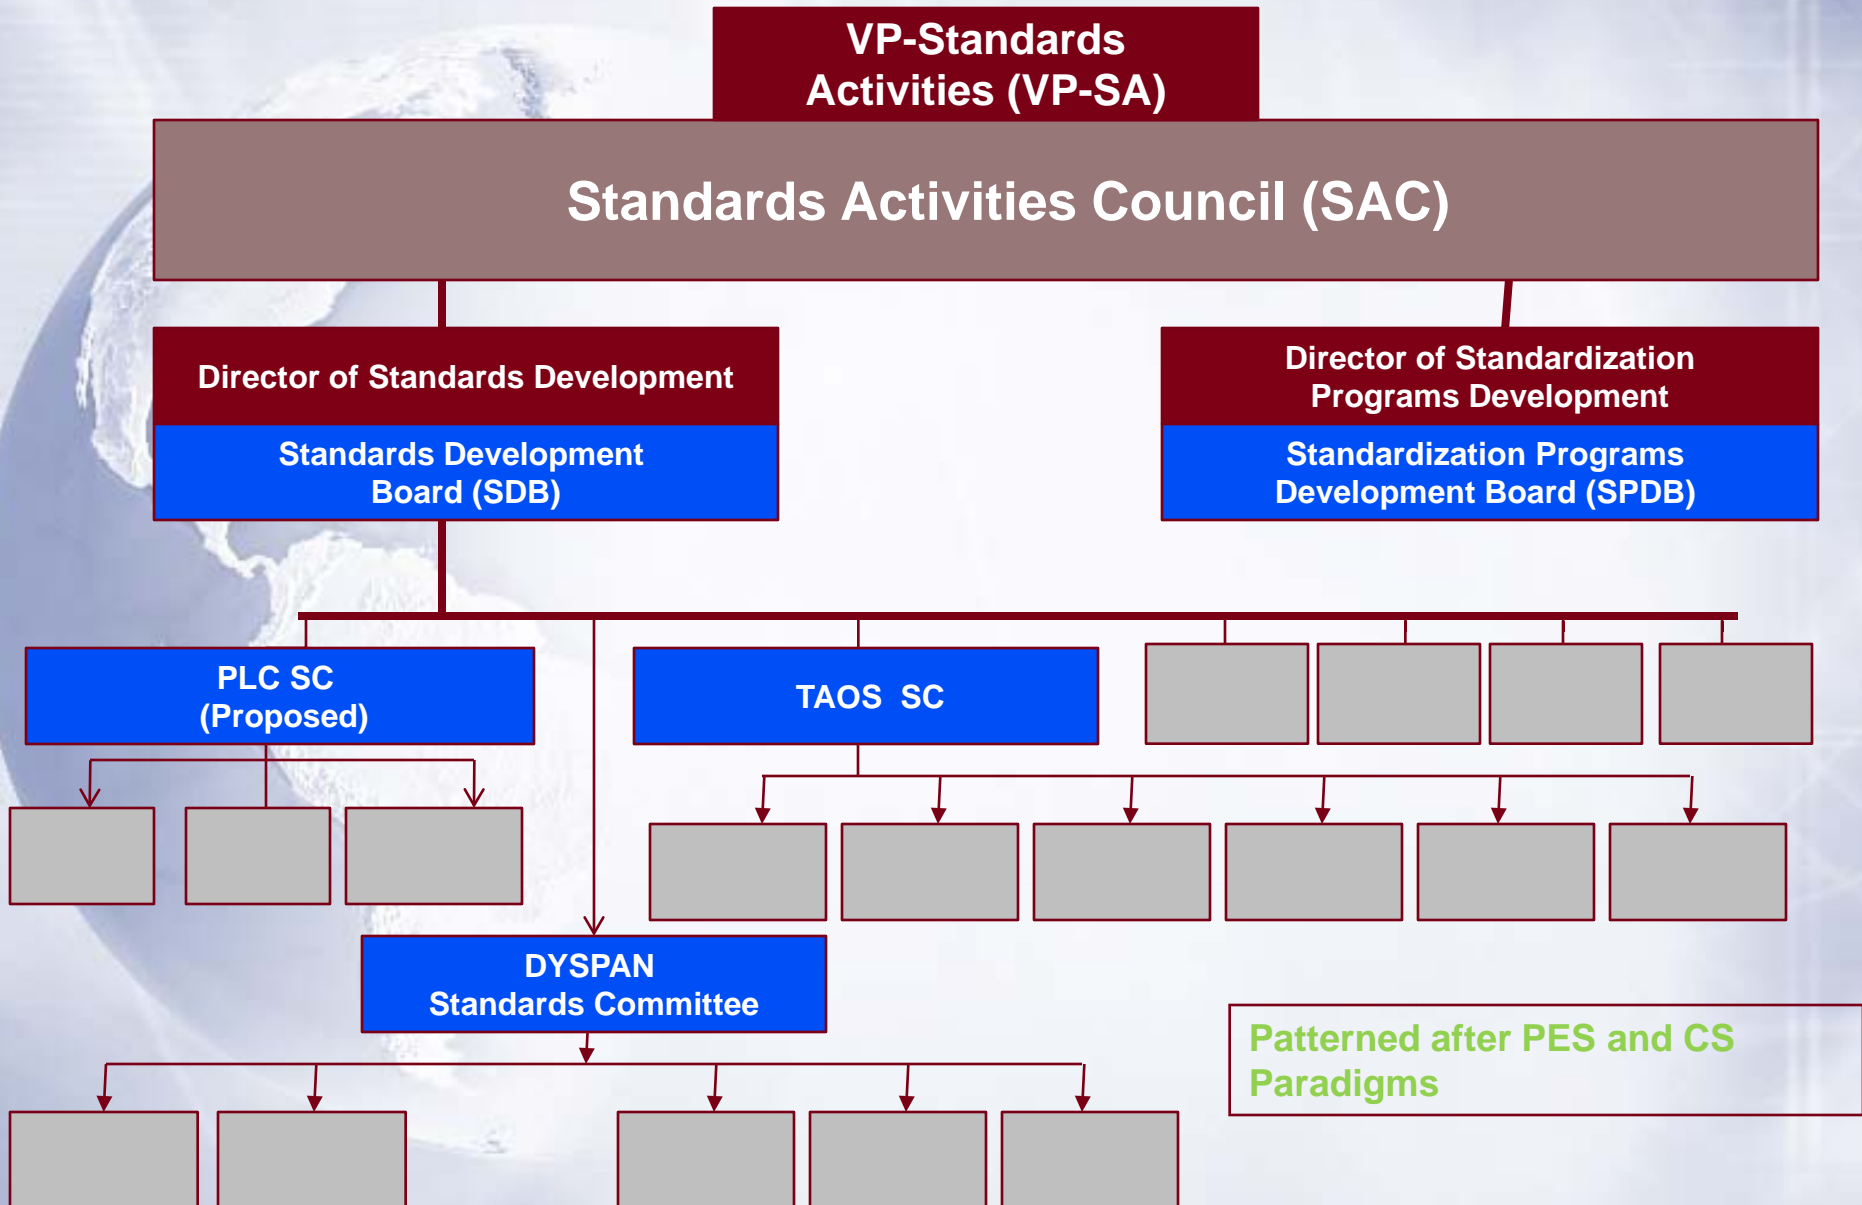 VP-Standards
Activities (VP-SA)
Standards Activities Council (SAC)
Director of Standards Development
Standards Development
Board (SDB)
Director of Standardization
Programs Development
Standardization Programs
Development Board (SPDB)
PLC SC
(Proposed)
TAOS SC
DYSPAN
Standards Committee
Patterned after PES and CS
Paradigms